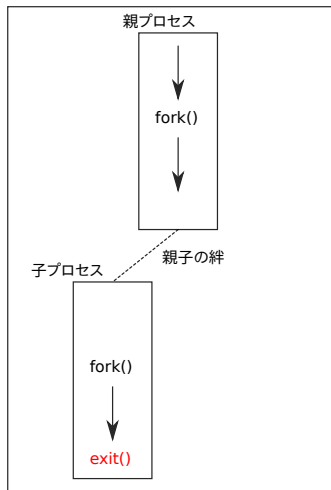 親プロセス
fork()
親子の絆
子プロセス
fork()
exit()